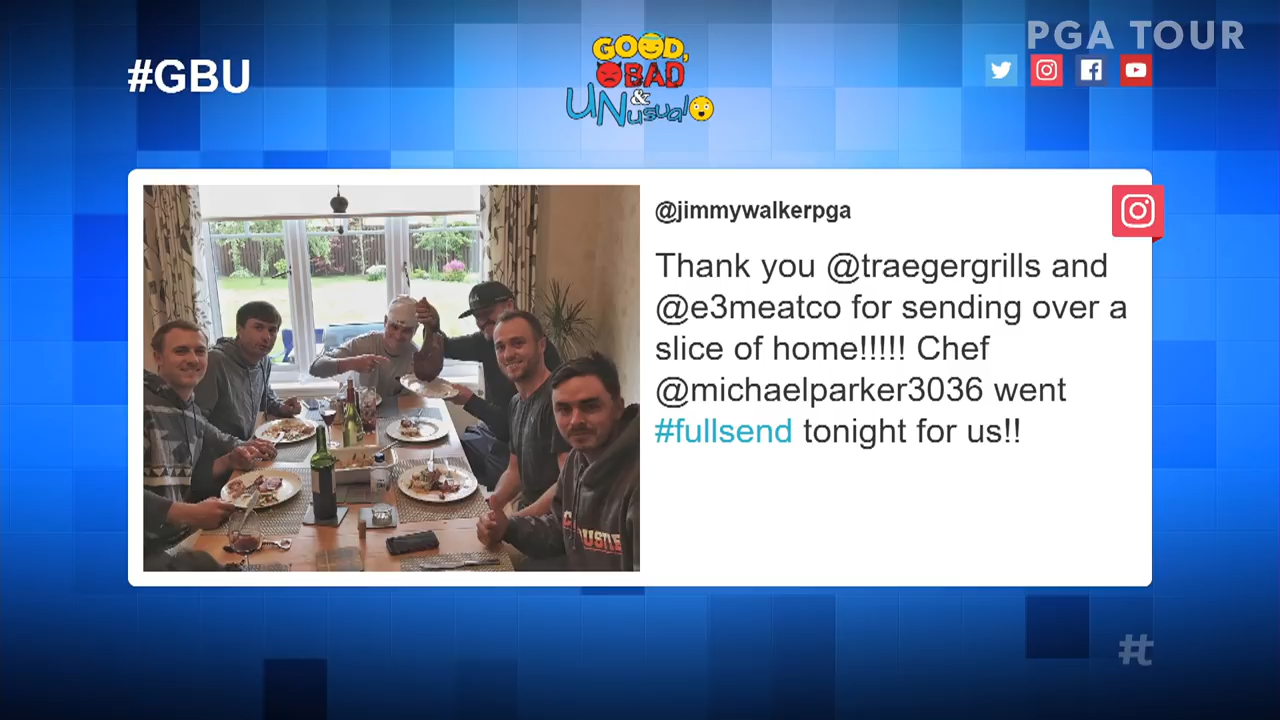 PGA TOUR
#GBU
GOOD,
BAD
&
UNusual
@jimmywalkerpga
Thank you @traegergrills and
@e3meatco for sending over a
slice of home!!!!! Chef
@michaelparker3036 went
#fullsend tonight for us!!